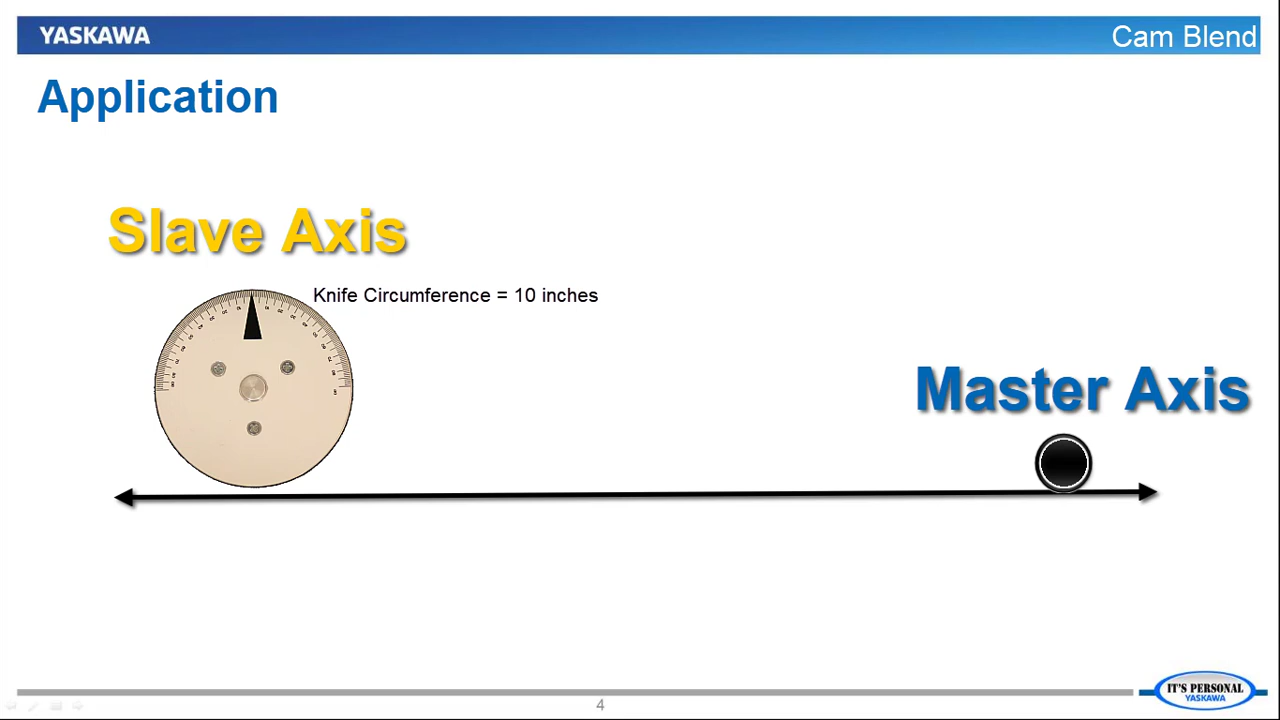 YASKAWA
Cam Blend
Application
Slave Axis
Knife Circumference = 10 inches
Master Axis
4
IT'S PERSONAL
YASKAWA